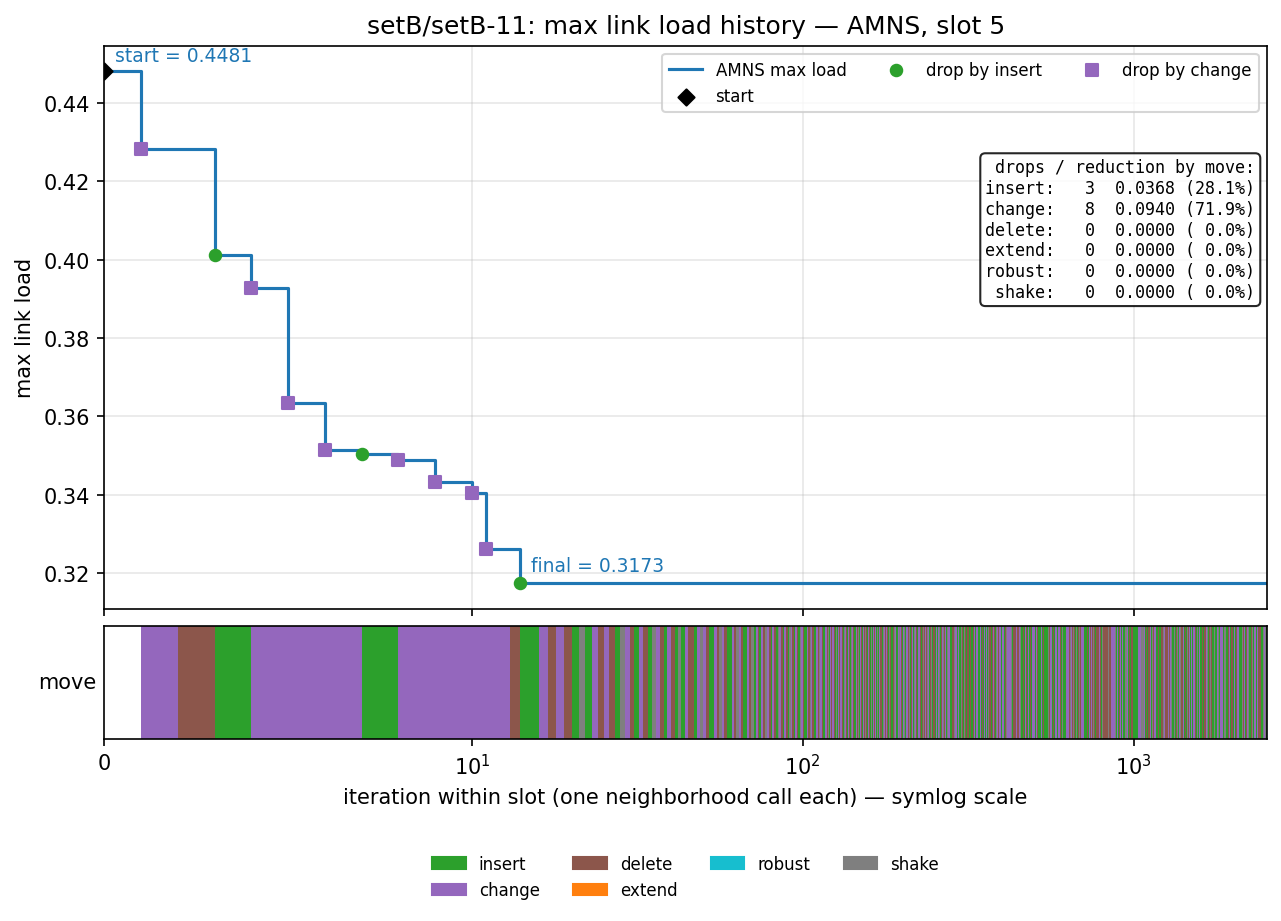 setB/setB-11: max link load history — AMNS, slot 5
start = 0.4481
AMNS max load
drop by insert
drop by change
start
drops / reduction by move:
insert:   3  0.0368 (28.1%)
change:   8  0.0940 (71.9%)
delete:   0  0.0000 ( 0.0%)
extend:   0  0.0000 ( 0.0%)
robust:   0  0.0000 ( 0.0%)
shake:   0  0.0000 ( 0.0%)
max link load
0.44
0.42
0.40
0.38
0.36
0.34
0.32
final = 0.3173
move
0
10¹
10²
10³
iteration within slot (one neighborhood call each) — symlog scale
insert
delete
robust
shake
change
extend